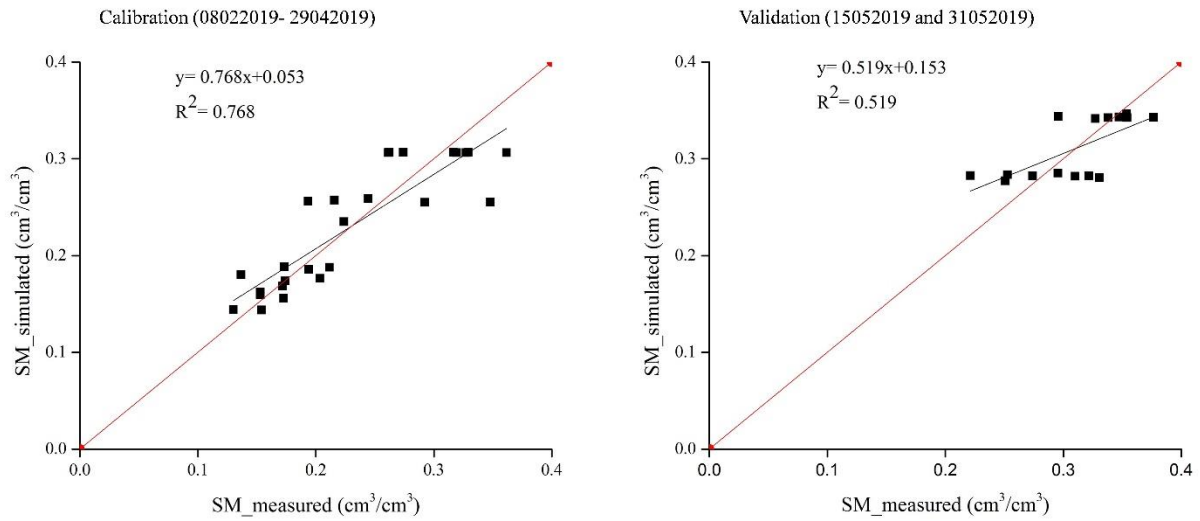 Calibration (08022019- 29042019)
y= 0.768x+0.053
R²= 0.768
SM_simulated (cm³/cm³)
0.4
0.3
0.2
0.1
0.0
0.0 0.1 0.2 0.3 0.4
SM_measured (cm³/cm³)
Validation (15052019 and 31052019)
y= 0.519x+0.153
R²= 0.519
SM_simulated (cm³/cm³)
0.4
0.3
0.2
0.1
0.0
0.0 0.1 0.2 0.3 0.4
SM_measured (cm³/cm³)